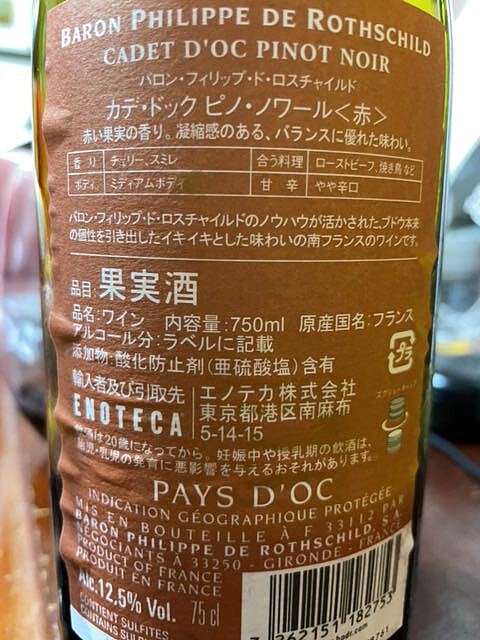 BARON PHILIPPE DE ROTHSCHILD
CADET D'OC PINOT NOIR
バロン・フィリップ・ド・ロスチャイルド
カデ・ドック ピノ・ノワール<赤>
赤い果実の香り。凝縮感のある、バランスに優れた味わい。
香り チェリー、スミレ 合う料理 ローストビーフ、焼き鳥など
ボディ ミディアムボディ 甘 辛 やや辛口
バロン・フィリップ・ド・ロスチャイルドのノウハウが活かされた、ブドウ本来
の個性を引き出したイキイキとした味わいの南フランスのワインです。
品目:果実酒
品名:ワイン 内容量:750ml 原産国名:フランス
アルコール分:ラベルに記載
添加物:酸化防止剤(亜硫酸塩)含有
プラ
スクリューキャップ
輸入者及び引取先 エノテカ株式会社
ENOTECA 東京都港区南麻布
5-14-15
飲酒は20歳になってから。妊娠中や授乳期の飲酒は、
胎児・乳児の発育に悪影響を与えるおそれがあります。
PAYS D'OC
INDICATION GÉOGRAPHIQUE PROTÉGÉE
MIS EN BOUTEILLE À F 33112 PAR
BARON PHILIPPE DE ROTHSCHILD, S.A.
NÉGOCIANTS À 33250 - GIRONDE - FRANCE
PRODUCT OF FRANCE
PRODUIT EN FRANCE
Alc.12.5% Vol. 75 cl
CONTIENT SULFITES
CONTAINS